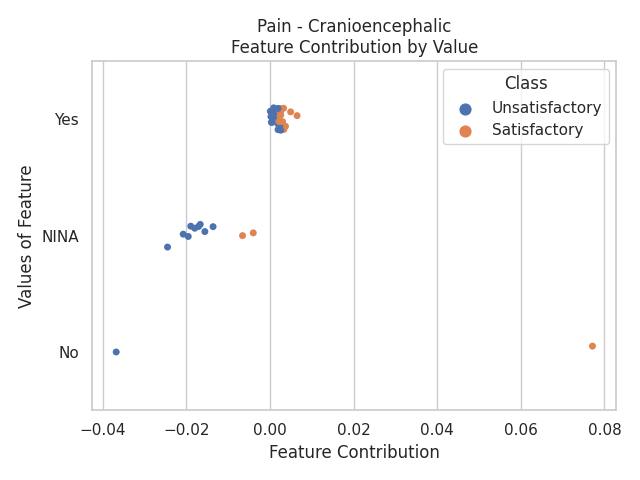 Pain - Cranioencephalic
Feature Contribution by Value
Class
Unsatisfactory
Satisfactory
Yes
NINA
No
Values of Feature
−0.04 −0.02 0.00 0.02 0.04 0.06 0.08
Feature Contribution